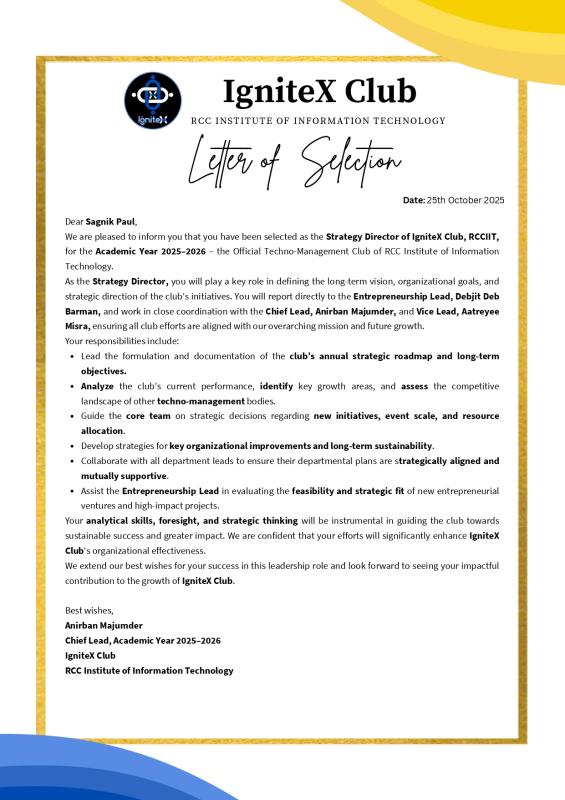 IgniteX Club
IgniteX
RCC INSTITUTE OF INFORMATION TECHNOLOGY
Letter of Selection
Date: 25th October 2025
Dear Sagnik Paul,
We are pleased to inform you that you have been selected as the Strategy Director of IgniteX Club, RCCIIT,
for the Academic Year 2025–2026 – the Official Techno-Management Club of RCC Institute of Information
Technology.
As the Strategy Director, you will play a key role in defining the long-term vision, organizational goals, and
strategic direction of the club's initiatives. You will report directly to the Entrepreneurship Lead, Debjit Deb
Barman, and work in close coordination with the Chief Lead, Anirban Majumder, and Vice Lead, Aatreyee
Misra, ensuring all club efforts are aligned with our overarching mission and future growth.
Your responsibilities include:
• Lead the formulation and documentation of the club's annual strategic roadmap and long-term
objectives.
• Analyze the club's current performance, identify key growth areas, and assess the competitive
landscape of other techno-management bodies.
• Guide the core team on strategic decisions regarding new initiatives, event scale, and resource
allocation.
• Develop strategies for key organizational improvements and long-term sustainability.
• Collaborate with all department leads to ensure their departmental plans are strategically aligned and
mutually supportive.
• Assist the Entrepreneurship Lead in evaluating the feasibility and strategic fit of new entrepreneurial
ventures and high-impact projects.
Your analytical skills, foresight, and strategic thinking will be instrumental in guiding the club towards
sustainable success and greater impact. We are confident that your efforts will significantly enhance IgniteX
Club's organizational effectiveness.
We extend our best wishes for your success in this leadership role and look forward to seeing your impactful
contribution to the growth of IgniteX Club.
Best wishes,
Anirban Majumder
Chief Lead, Academic Year 2025–2026
IgniteX Club
RCC Institute of Information Technology